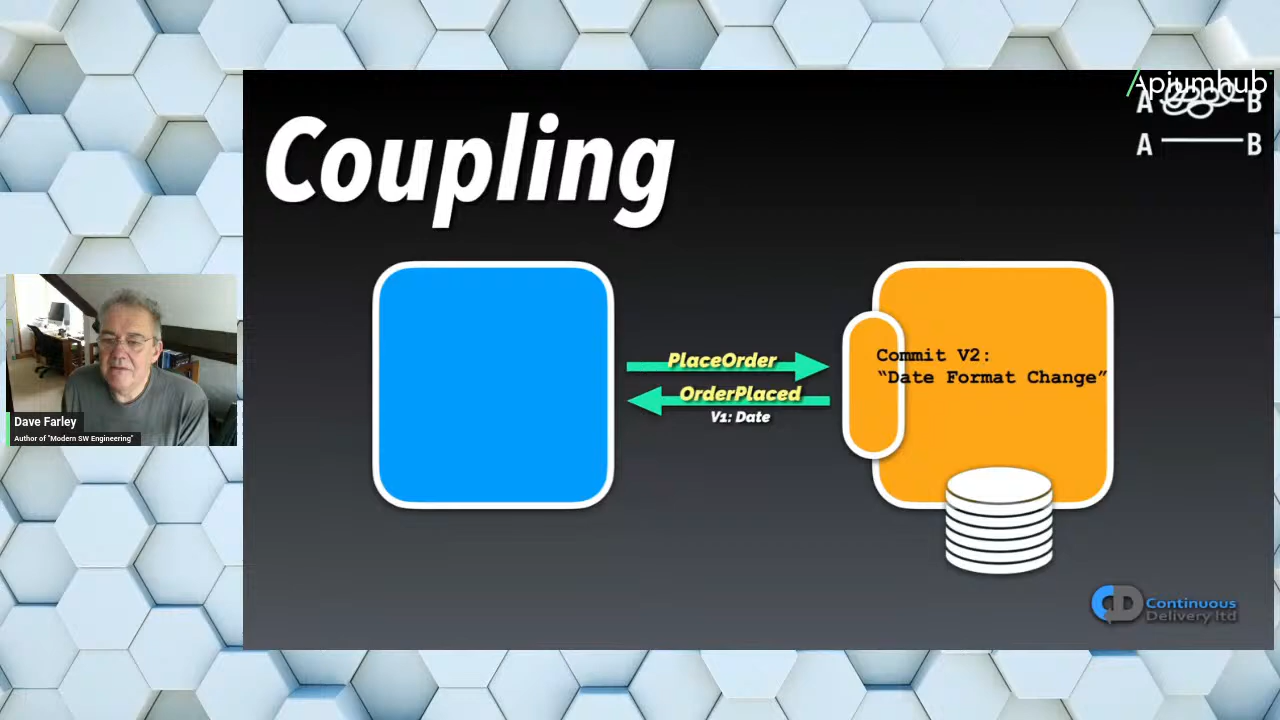 Apiumhub
A B
A B
Coupling
PlaceOrder
OrderPlaced
V1: Date
Commit V2:
“Date Format Change”
Dave Farley
Author of "Modern SW Engineering"
CD Continuous
Delivery ltd